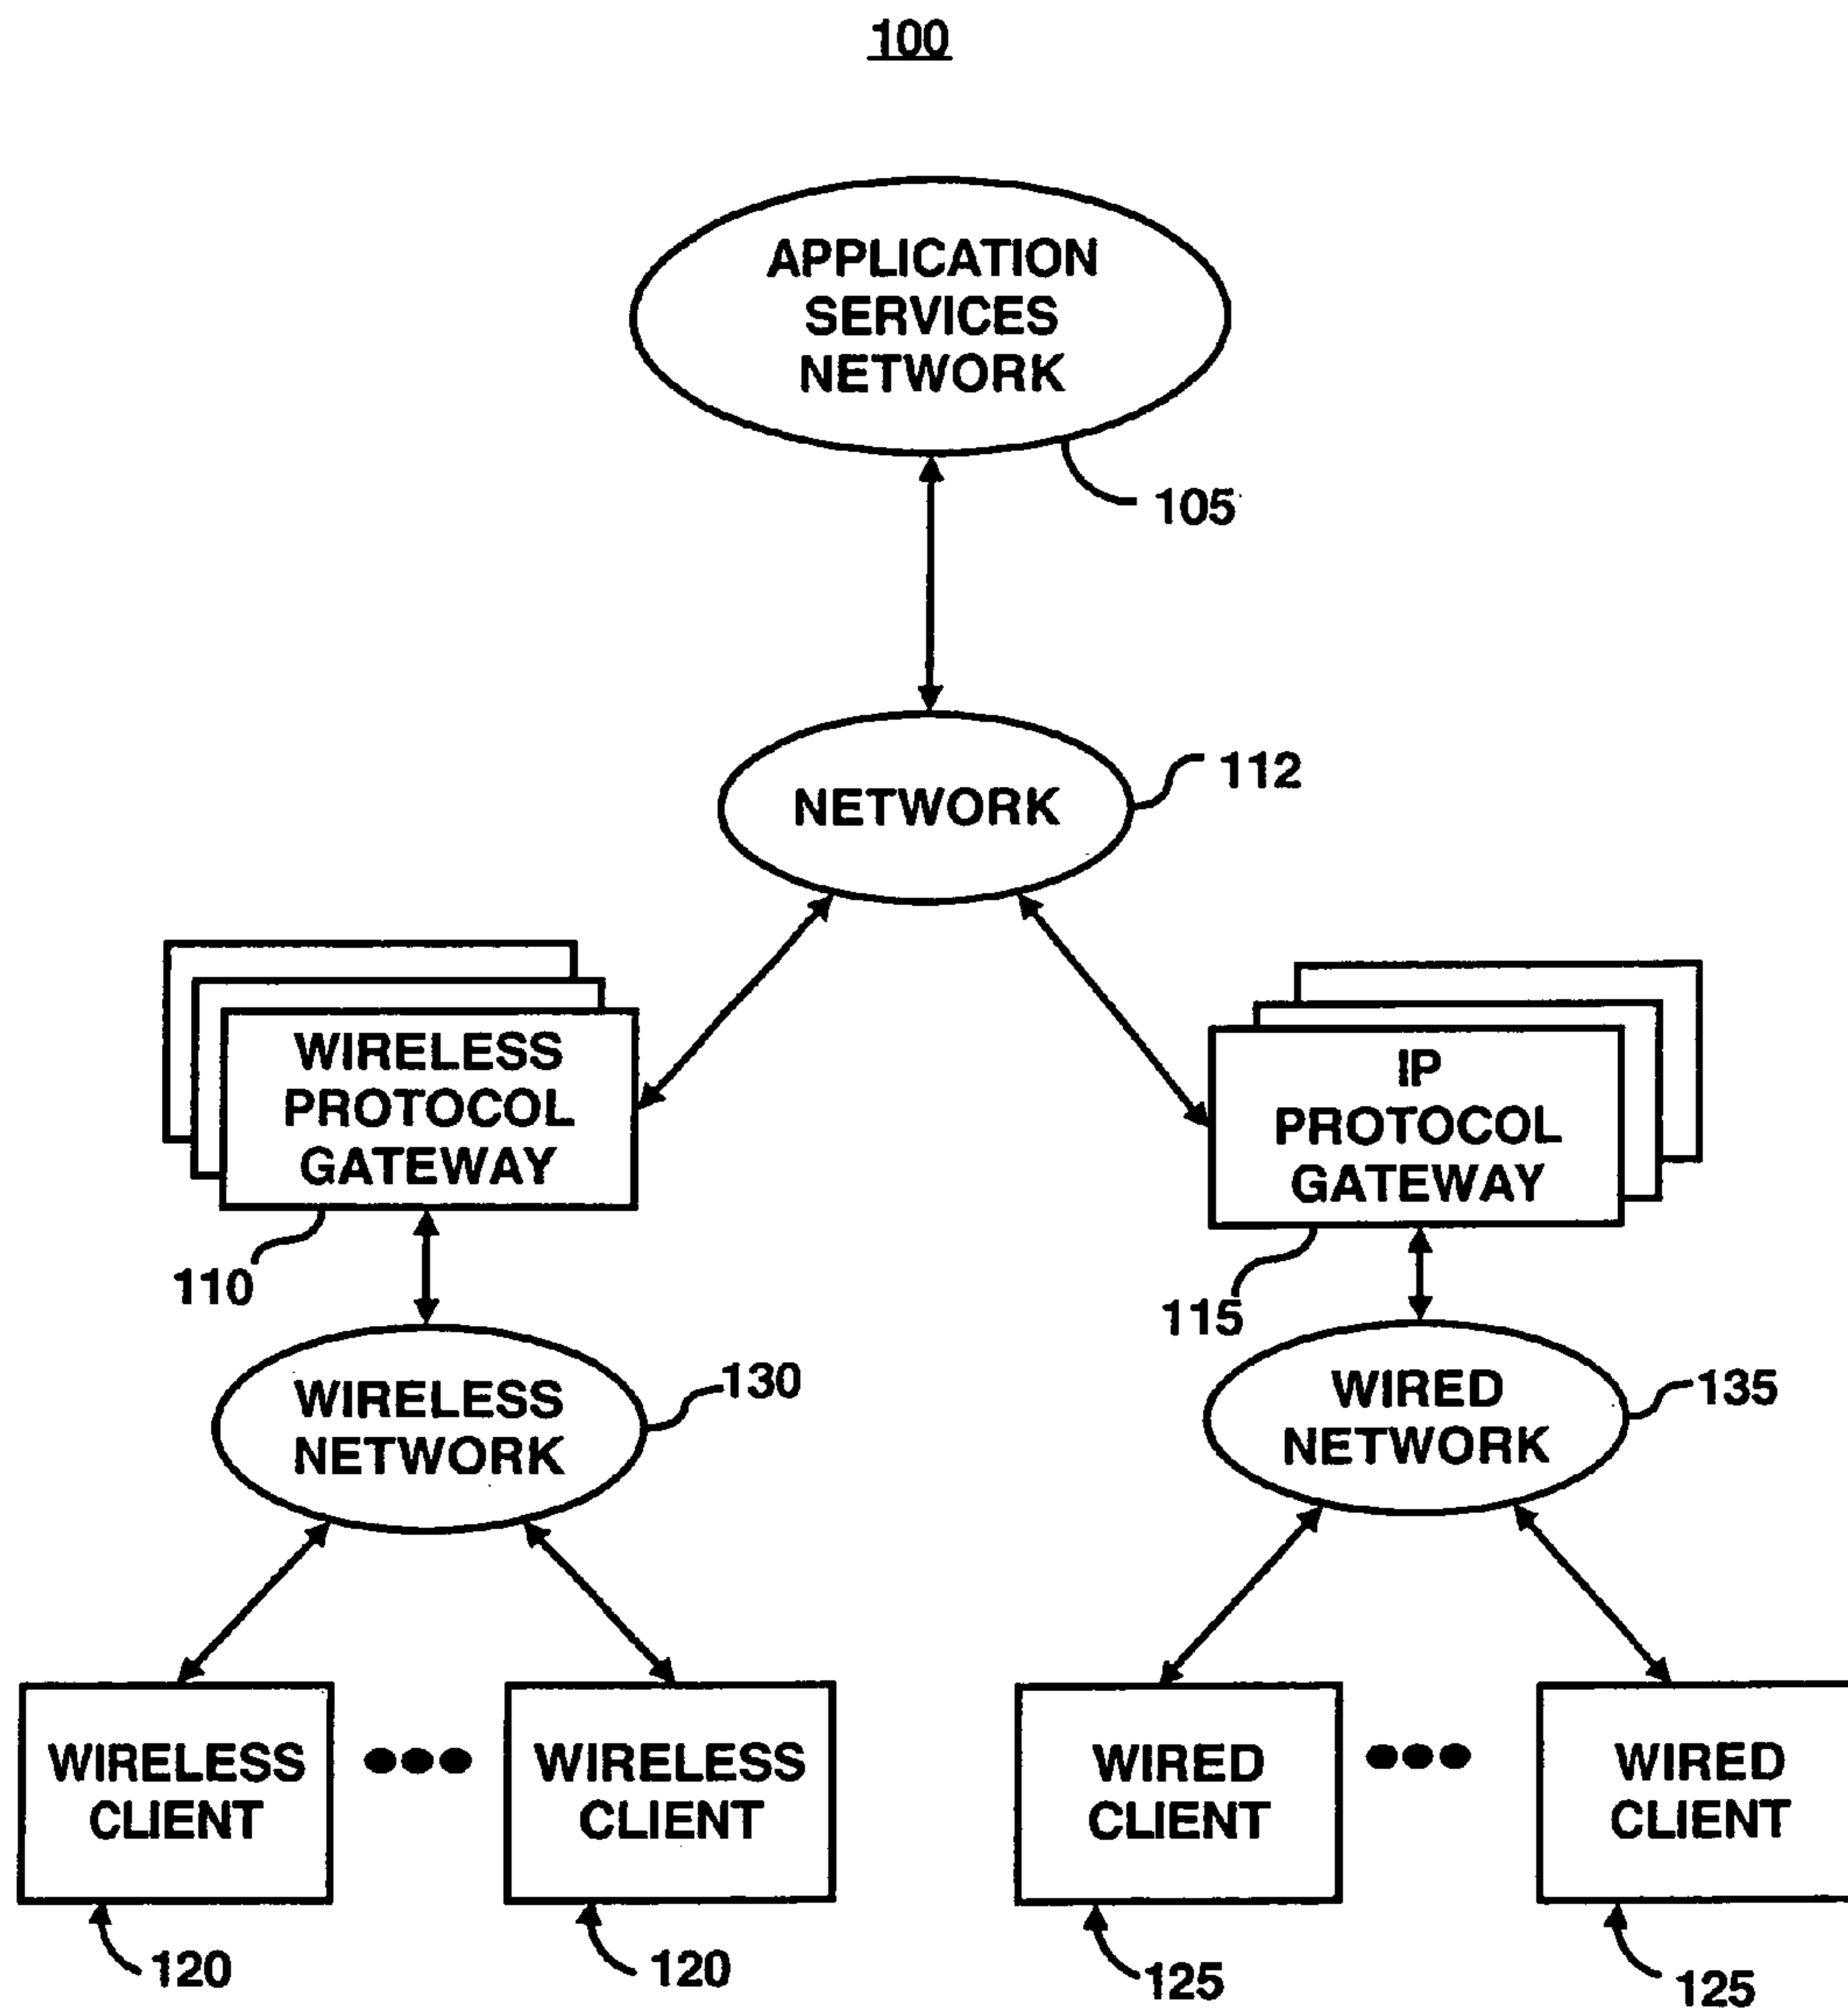 100
APPLICATION
SERVICES
NETWORK
105
NETWORK
112
WIRELESS
PROTOCOL
GATEWAY
110
IP
PROTOCOL
GATEWAY
115
WIRELESS
NETWORK
130
WIRED
NETWORK
135
WIRELESS
CLIENT
120
WIRELESS
CLIENT
120
WIRED
CLIENT
125
WIRED
CLIENT
125